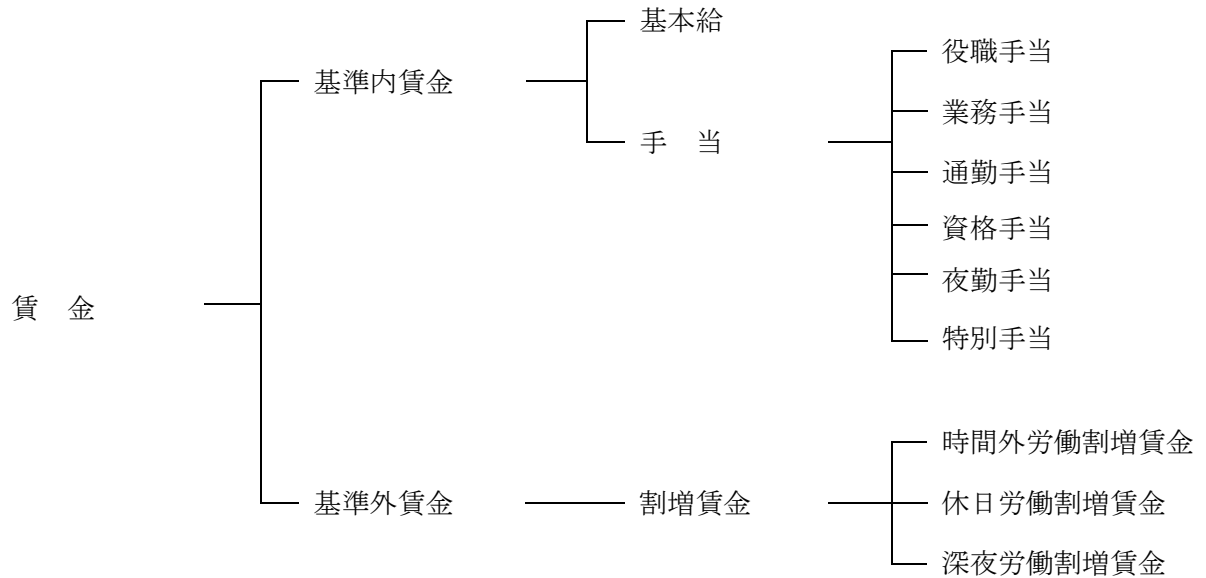 賃　金
基準内賃金
基本給
手　当
役職手当
業務手当
通勤手当
資格手当
夜勤手当
特別手当
基準外賃金
割増賃金
時間外労働割増賃金
休日労働割増賃金
深夜労働割増賃金